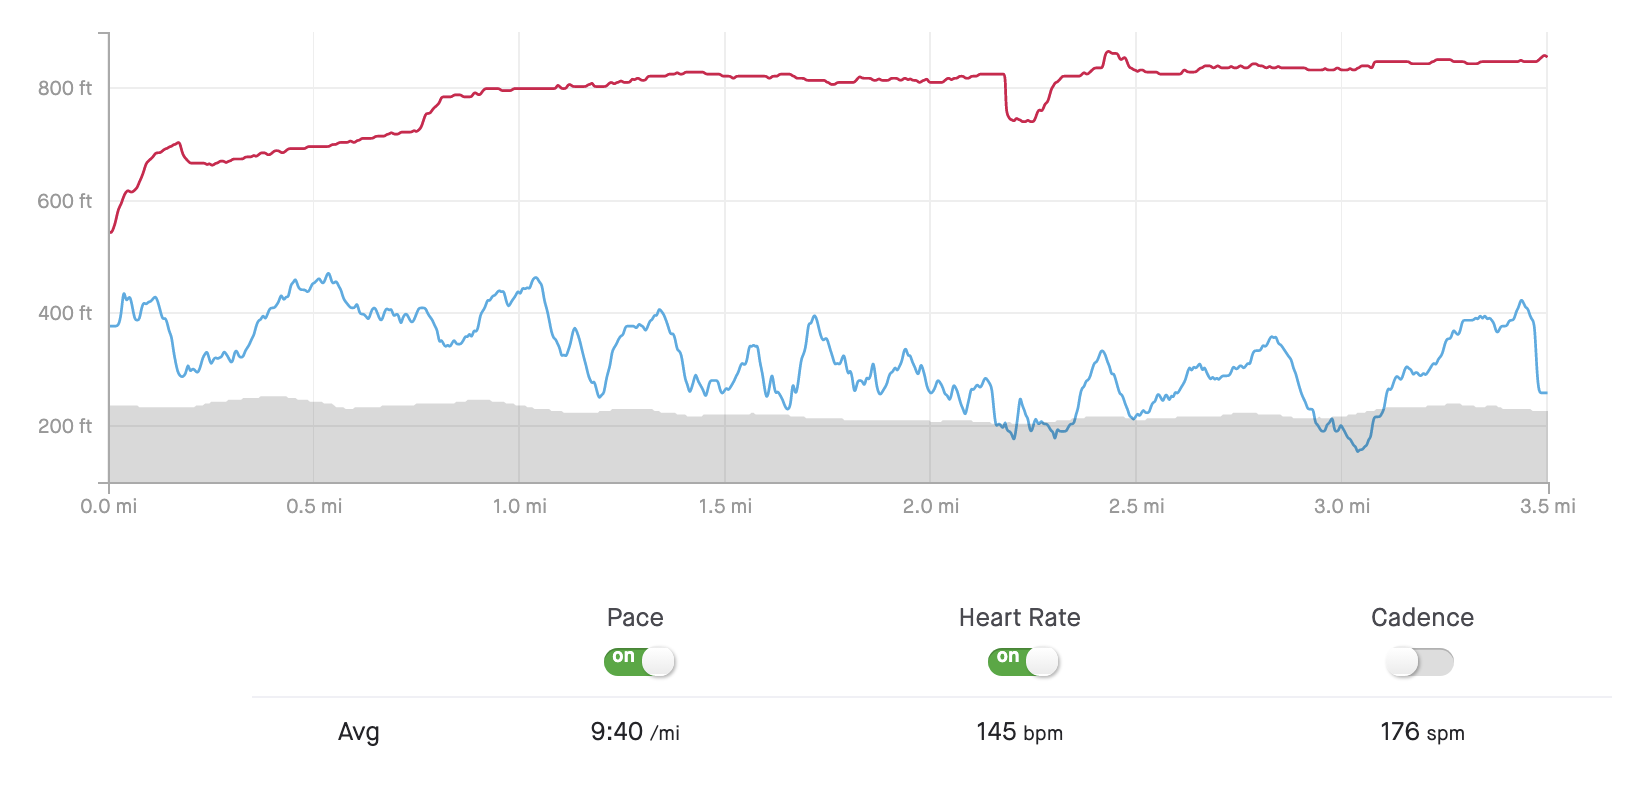 800 ft
600 ft
400 ft
200 ft
0.0 mi 0.5 mi 1.0 mi 1.5 mi 2.0 mi 2.5 mi 3.0 mi 3.5 mi
Pace Heart Rate Cadence
on on
Avg 9:40 /mi 145 bpm 176 spm